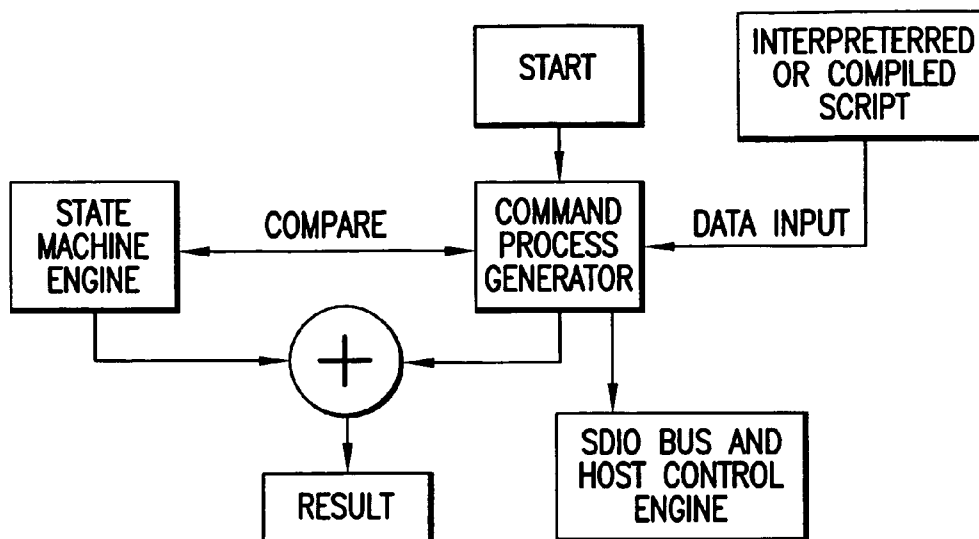 START
INTERPRETERRED
OR COMPILED
SCRIPT
STATE
MACHINE
ENGINE
COMPARE
COMMAND
PROCESS
GENERATOR
DATA INPUT
+
RESULT
SDIO BUS AND
HOST CONTROL
ENGINE